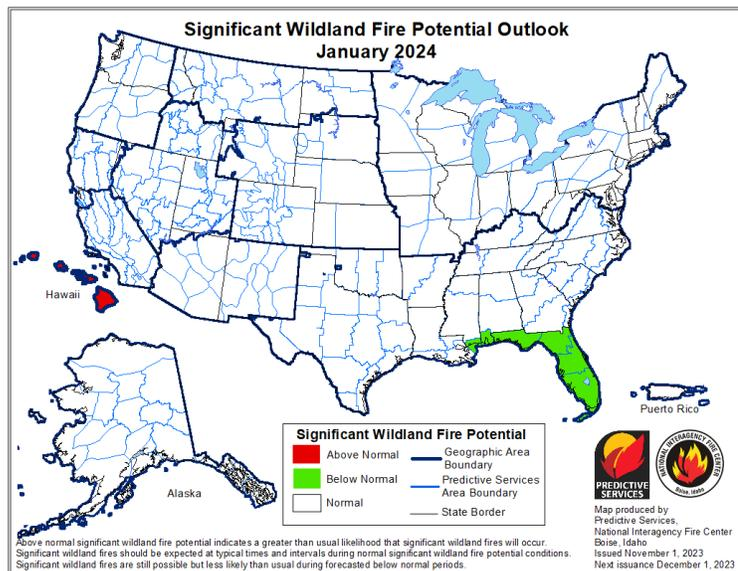 Significant Wildland Fire Potential Outlook
January 2024
Hawaii
Alaska
Puerto Rico
Significant Wildland Fire Potential
Above Normal
Below Normal
Normal
Geographic Area
Boundary
Predictive Services
Area Boundary
State Border
PREDICTIVE
SERVICES
NATIONAL INTERAGENCY FIRE CENTER
Boise, Idaho
Map produced by
Predictive Services,
National Interagency Fire Center
Boise, Idaho
Issued November 1, 2023
Next issuance December 1, 2023
Above normal significant wildland fire potential indicates a greater than usual likelihood that significant wildland fires will occur.
Significant wildland fires should be expected at typical times and intervals during normal significant wildland fire potential conditions.
Significant wildland fires are still possible but less likely than usual during forecasted below normal periods.